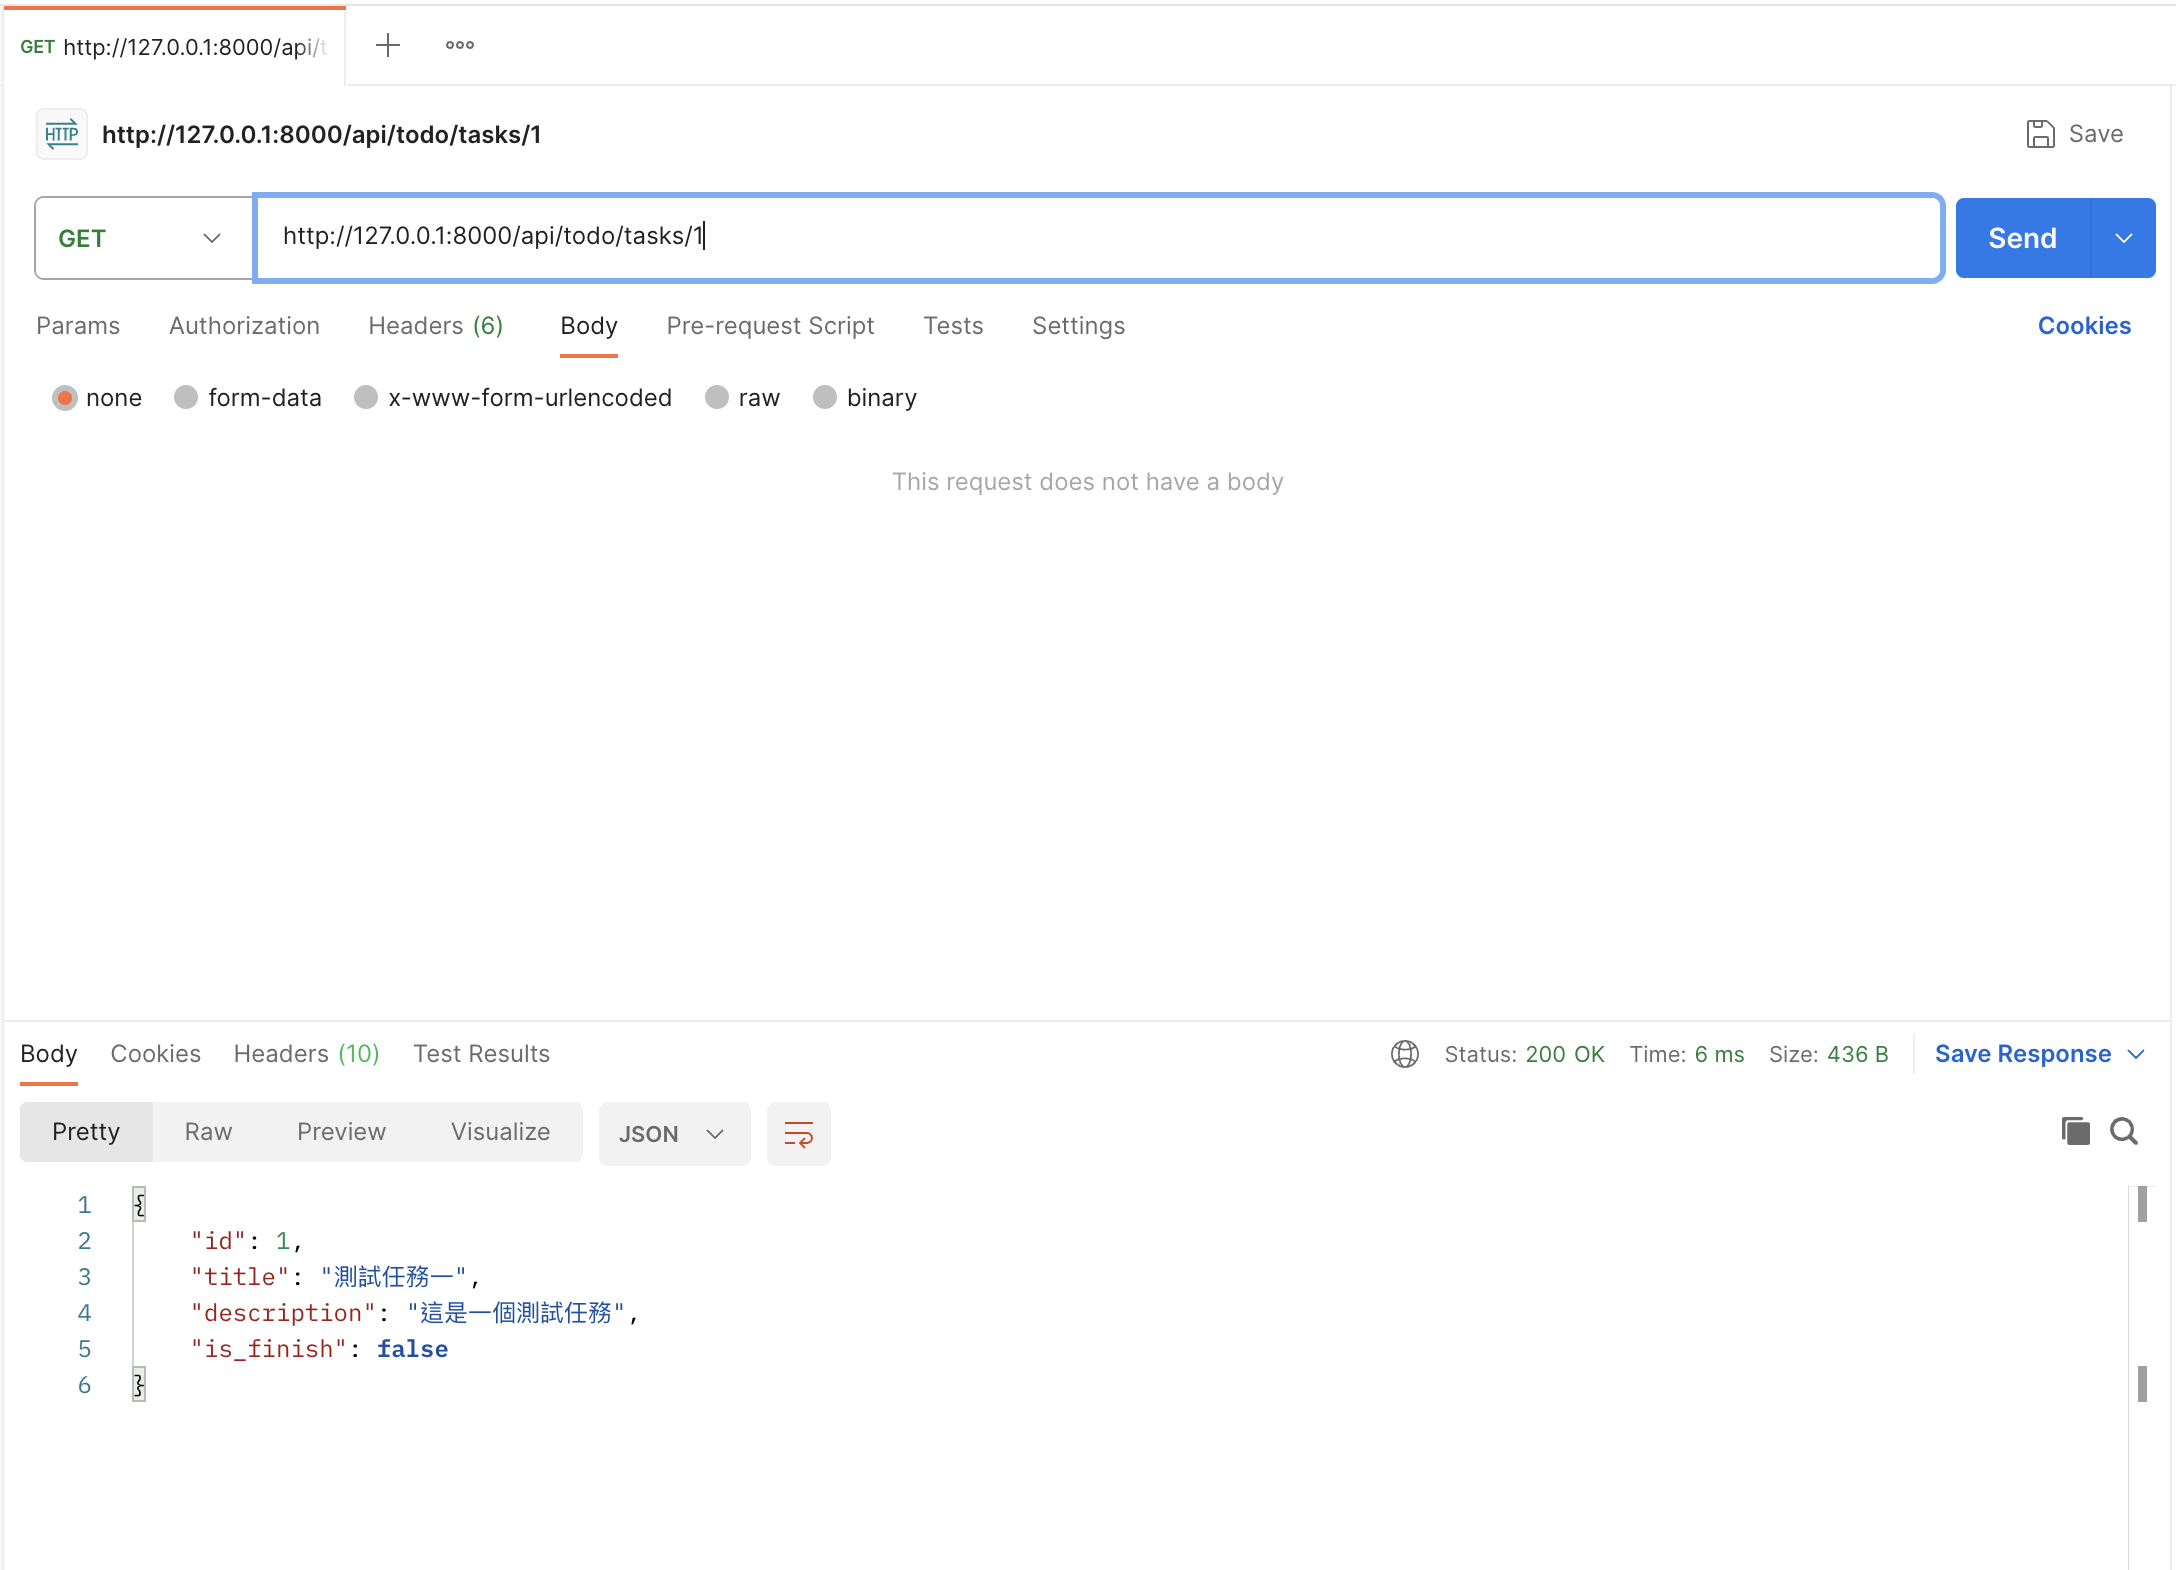 GET http://127.0.0.1:8000/api/t
HTTP http://127.0.0.1:8000/api/todo/tasks/1 Save
GET http://127.0.0.1:8000/api/todo/tasks/1 Send
Params Authorization Headers (6) Body Pre-request Script Tests Settings Cookies
none form-data x-www-form-urlencoded raw binary
This request does not have a body
Body Cookies Headers (10) Test Results Status: 200 OK Time: 6 ms Size: 436 B Save Response
Pretty Raw Preview Visualize JSON
1 {
2 "id": 1,
3 "title": "測試任務一",
4 "description": "這是一個測試任務",
5 "is_finish": false
6 }